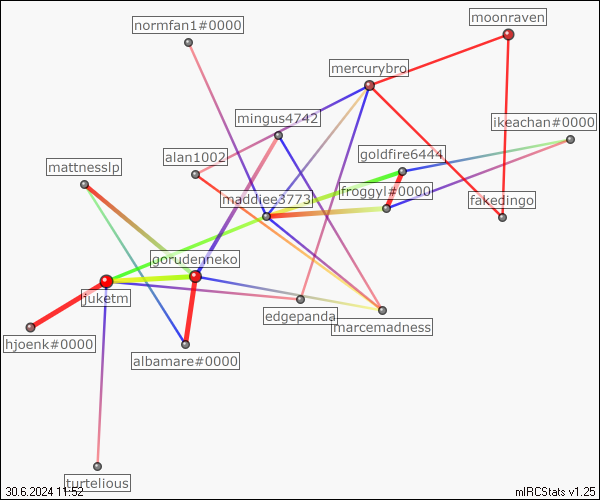 normfan1#0000
moonraven
mercurybro
mingus4742
ikeachan#0000
alan1002
goldfire6444
mattnesslp
maddiee3773
froggyl#0000
fakedingo
gorudenneko
juketm
edgepanda
marcemadness
hjoenk#0000
albamare#0000
turtelious
30.6.2024 11:52
mIRCStats v1.25